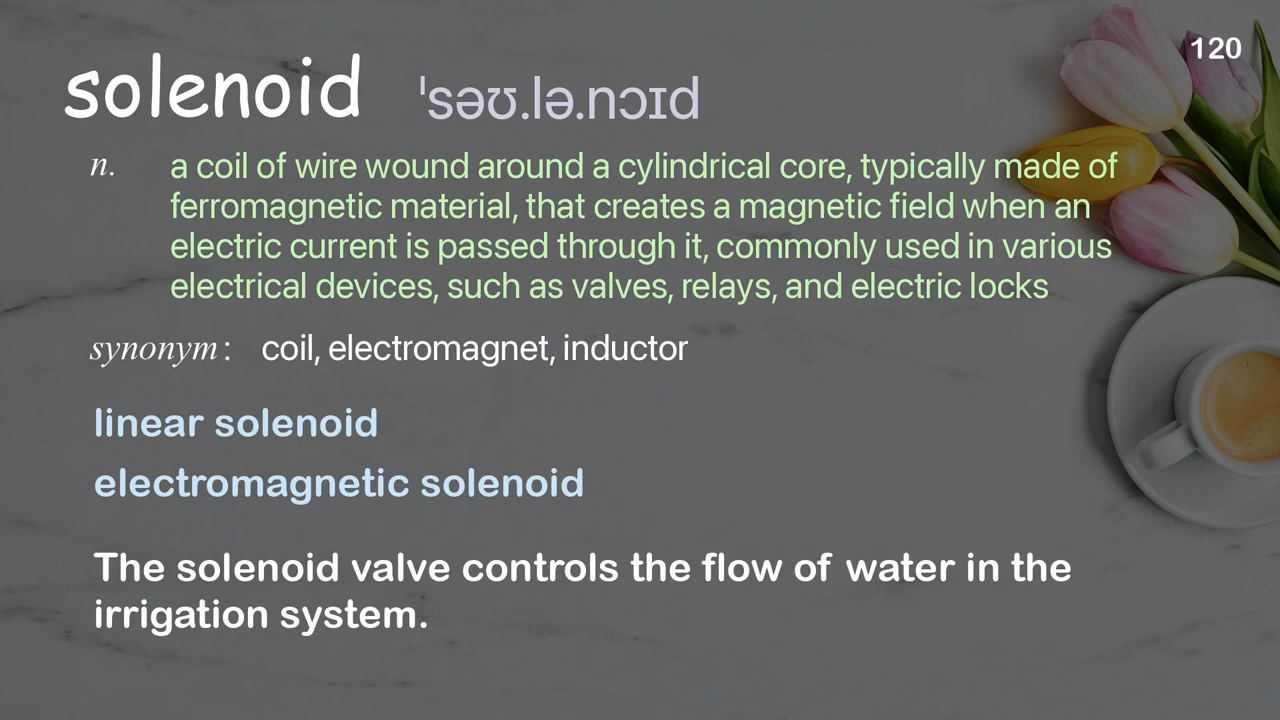 120
solenoid ˈsəʊ.lə.nɔɪd
n. a coil of wire wound around a cylindrical core, typically made of
ferromagnetic material, that creates a magnetic field when an
electric current is passed through it, commonly used in various
electrical devices, such as valves, relays, and electric locks
synonym: coil, electromagnet, inductor
linear solenoid
electromagnetic solenoid
The solenoid valve controls the flow of water in the
irrigation system.